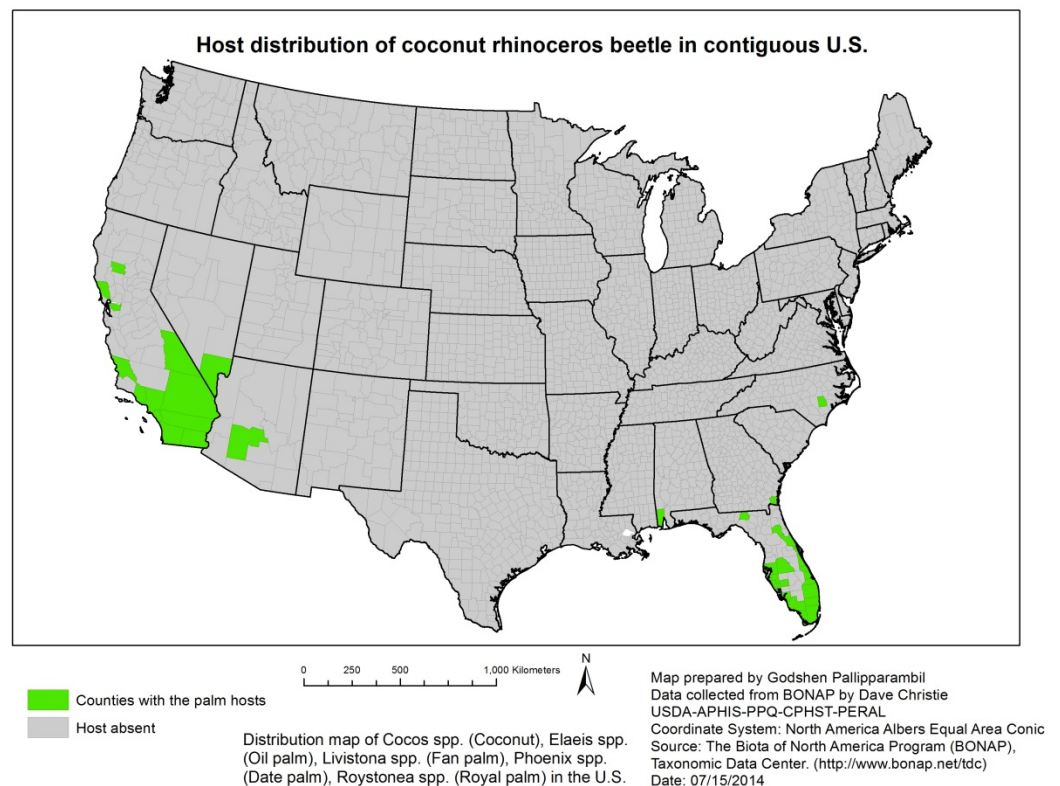 Host distribution of coconut rhinoceros beetle in contiguous U.S.
0 250 500 1,000 Kilometers
N
Counties with the palm hosts
Host absent
Distribution map of Cocos spp. (Coconut), Elaeis spp.
(Oil palm), Livistona spp. (Fan palm), Phoenix spp.
(Date palm), Roystonea spp. (Royal palm) in the U.S.
Map prepared by Godshen Pallipparambil
Data collected from BONAP by Dave Christie
USDA-APHIS-PPQ-CPHST-PERAL
Coordinate System: North America Albers Equal Area Conic
Source: The Biota of North America Program (BONAP),
Taxonomic Data Center. (http://www.bonap.net/tdc)
Date: 07/15/2014